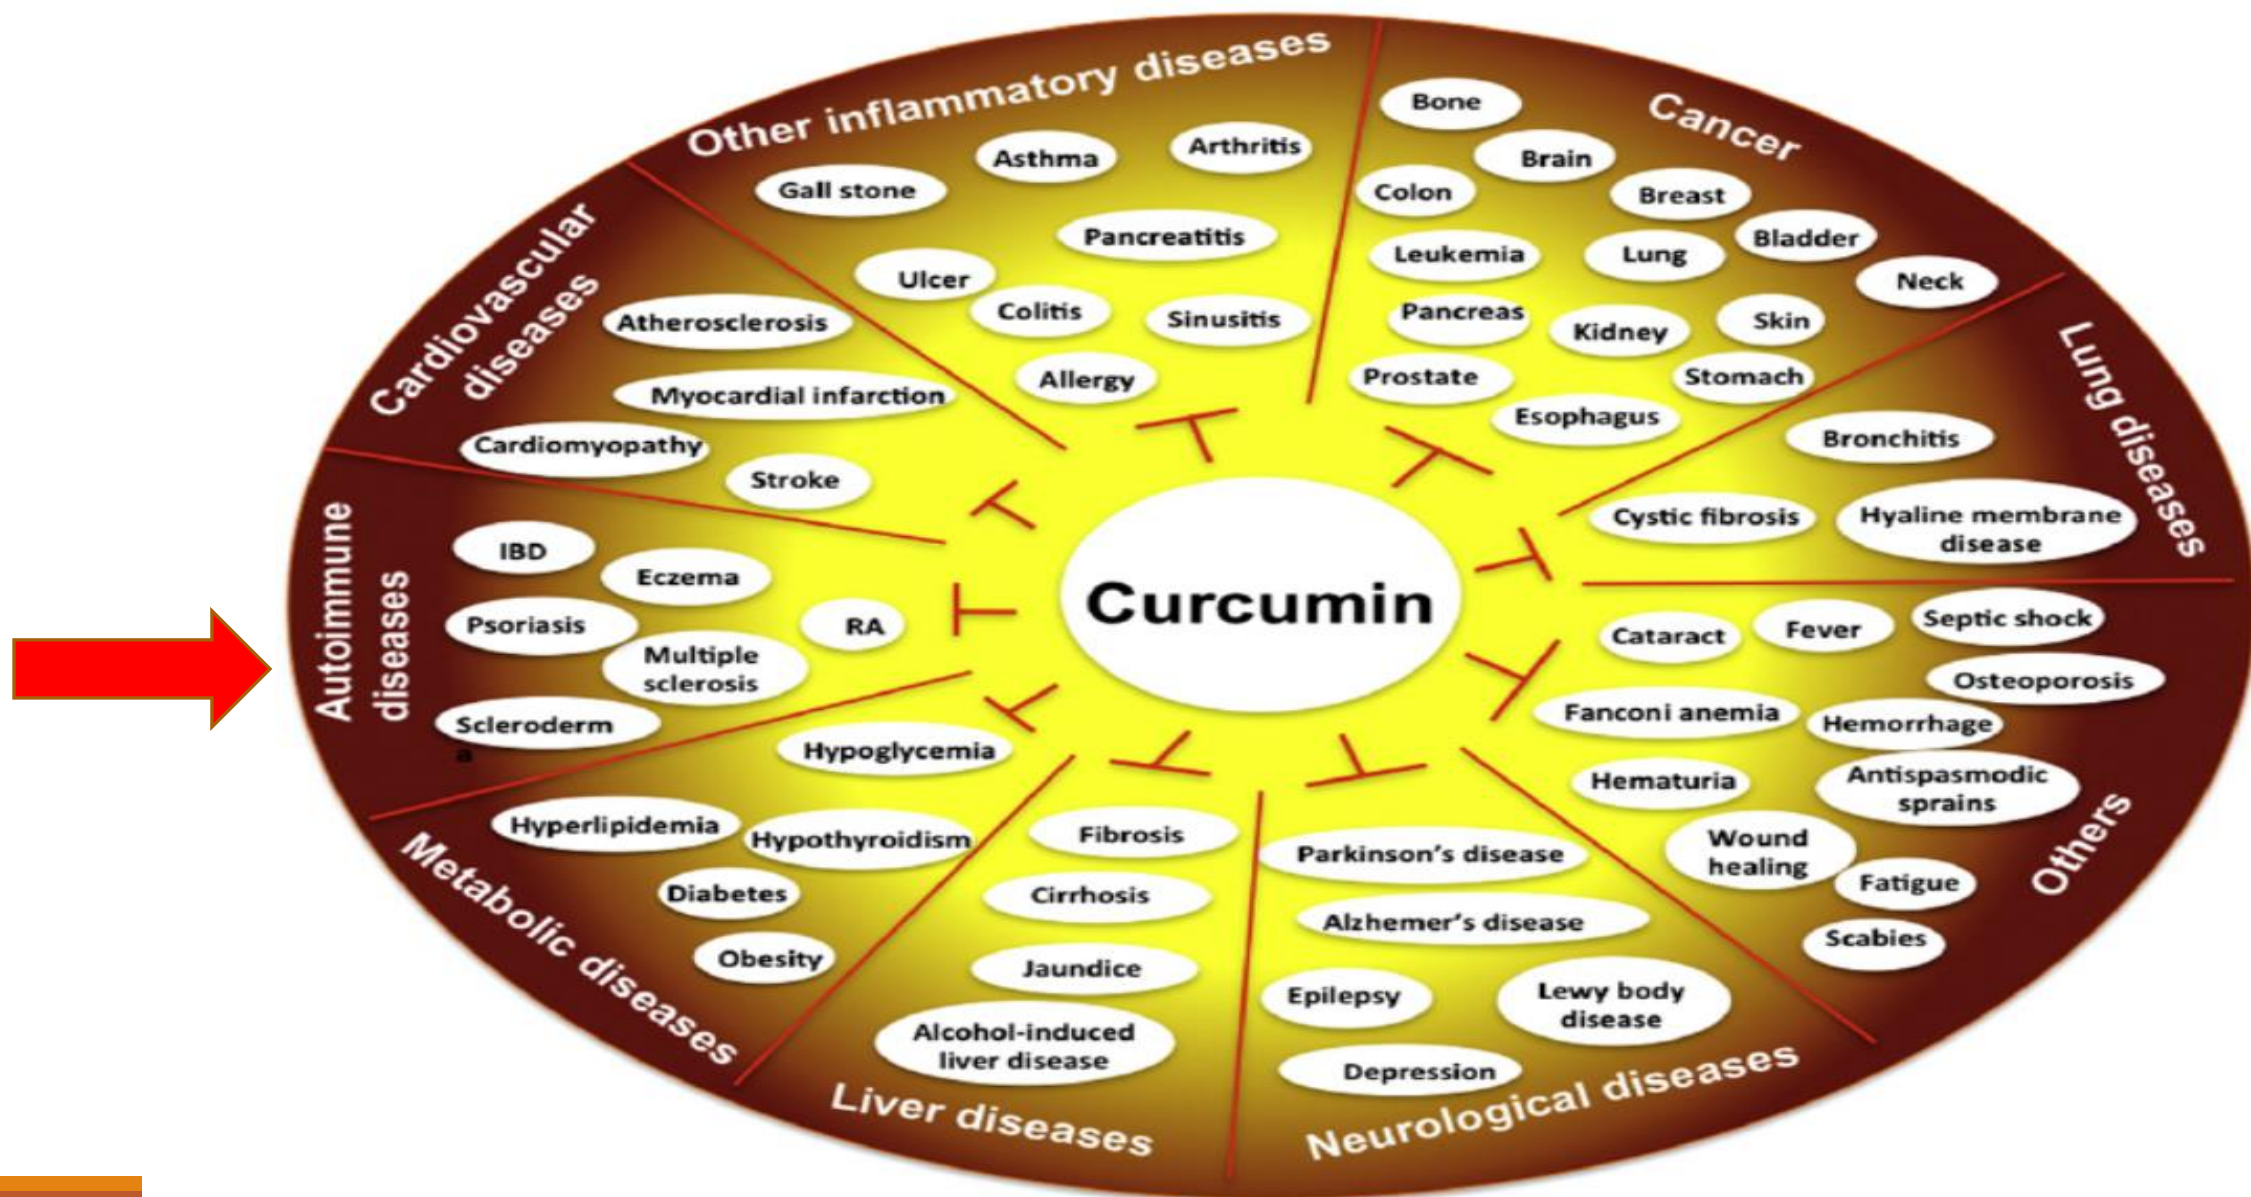 Other inflammatory diseases
Gall stone
Asthma
Arthritis
Pancreatitis
Ulcer
Colitis
Sinusitis
Allergy
Cancer
Bone
Brain
Colon
Breast
Bladder
Leukemia
Lung
Neck
Pancreas
Kidney
Skin
Prostate
Stomach
Esophagus
Lung diseases
Bronchitis
Cystic fibrosis
Hyaline membrane
disease
Others
Cataract
Fever
Septic shock
Osteoporosis
Fanconi anemia
Hemorrhage
Hematuria
Antispasmodic
sprains
Wound
healing
Fatigue
Scabies
Neurological diseases
Parkinson's disease
Alzhemer's disease
Epilepsy
Lewy body
disease
Depression
Liver diseases
Fibrosis
Cirrhosis
Jaundice
Alcohol-induced
liver disease
Metabolic diseases
Hypoglycemia
Hyperlipidemia
Hypothyroidism
Diabetes
Obesity
Autoimmune
diseases
IBD
Eczema
Psoriasis
RA
Multiple
sclerosis
Scleroderm
a
Cardiovascular
diseases
Atherosclerosis
Myocardial infarction
Cardiomyopathy
Stroke
Curcumin